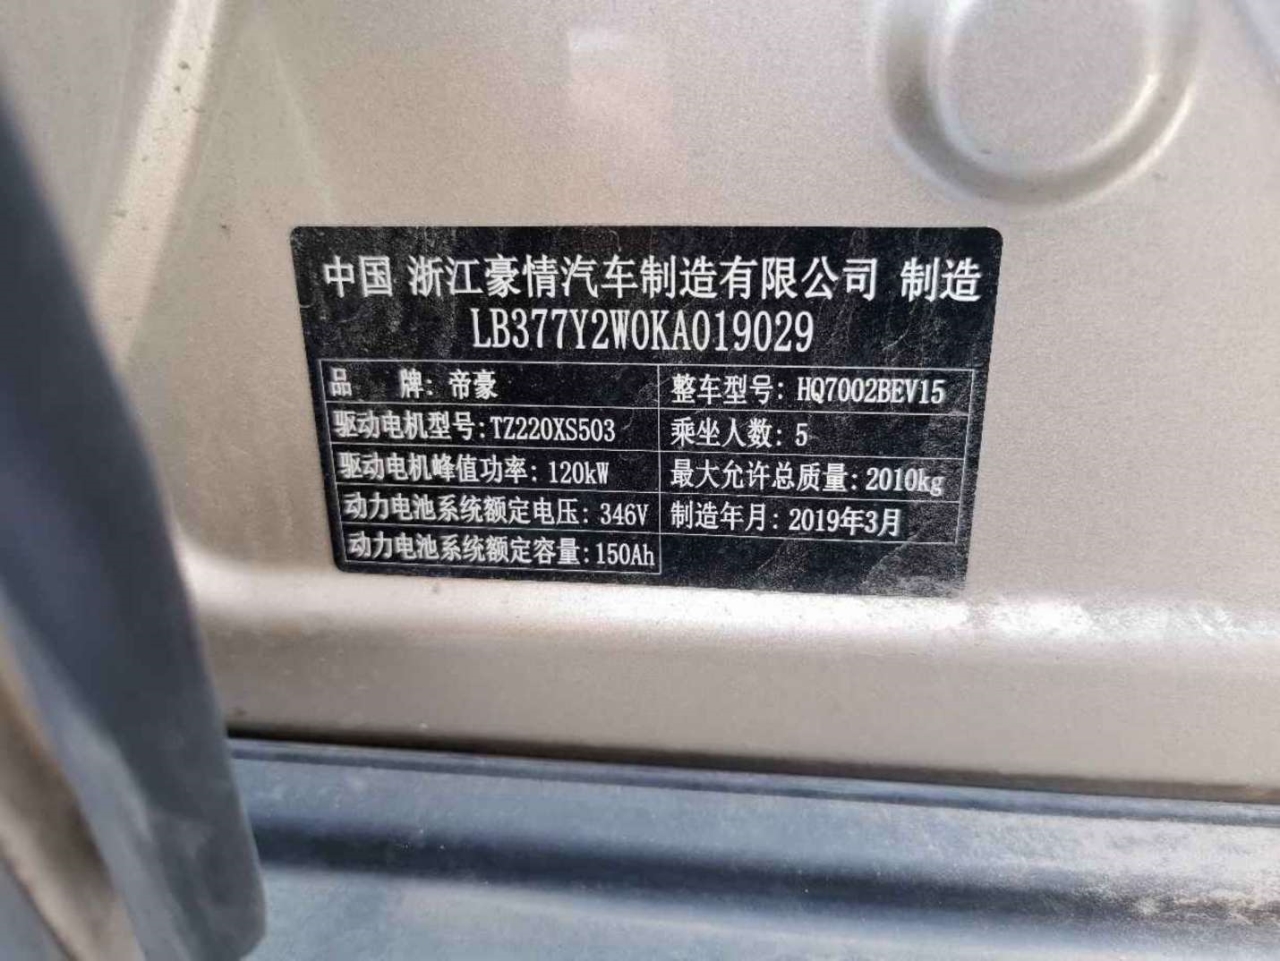 中国 浙江豪情汽车制造有限公司 制造
LB377Y2W0KA019029
品 牌: 帝豪 整车型号: HQ7002BEV15
驱动电机型号: TZ220XS503 乘坐人数: 5
驱动电机峰值功率: 120kW 最大允许总质量: 2010kg
动力电池系统额定电压: 346V 制造年月: 2019年3月
动力电池系统额定容量: 150Ah